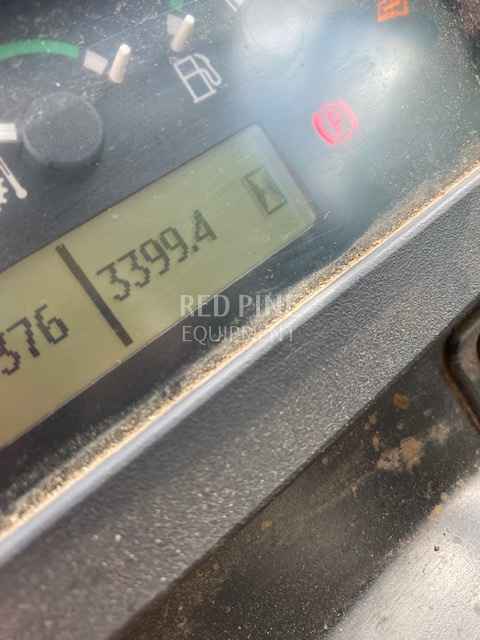 376 3399.4
RED PINE
EQUIPMENT